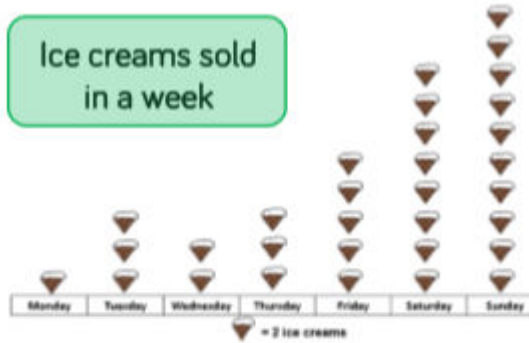 Ice creams sold
in a week
Monday Tuesday Wednesday Thursday Friday Saturday Sunday
= 2 ice creams